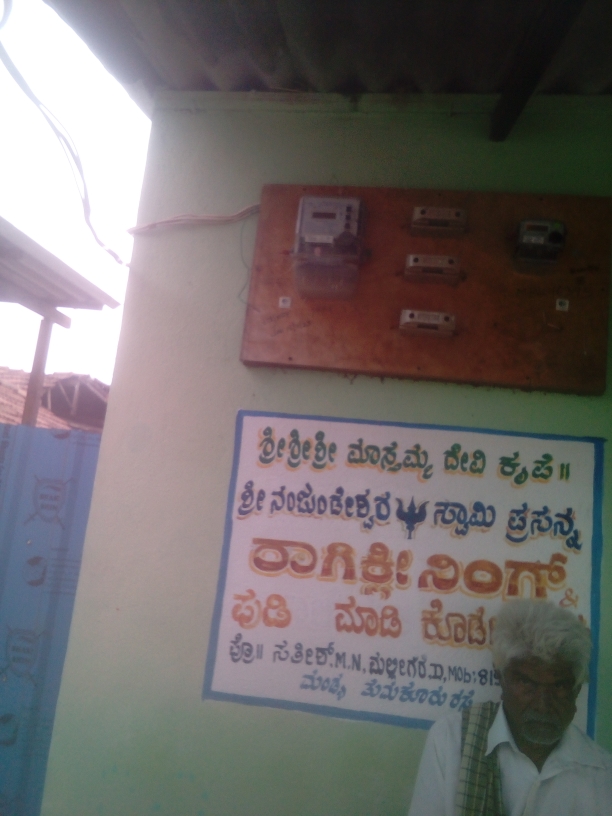 ಶ್ರೀಶ್ರೀಶ್ರೀ ಮಾಸ್ತಮ್ಮ ದೇವಿ ಕೃಪೆ॥
ಶ್ರೀ ನಂಜುಂಡೇಶ್ವರ ಸ್ವಾಮಿ ಪ್ರಸನ್ನ
ರಾಗಿಕ್ಲೀನಿಂಗ್ &
ಪುಡಿ ಮಾಡಿ
ಪ್ರೊ॥ ಸತೀಶ್.M.N, ಮಲ್ಲೀಗೆರೆ.D, Mob:
ಮಂಡ್ಯ ತುಮಕೂರು ರಸ್ತೆ